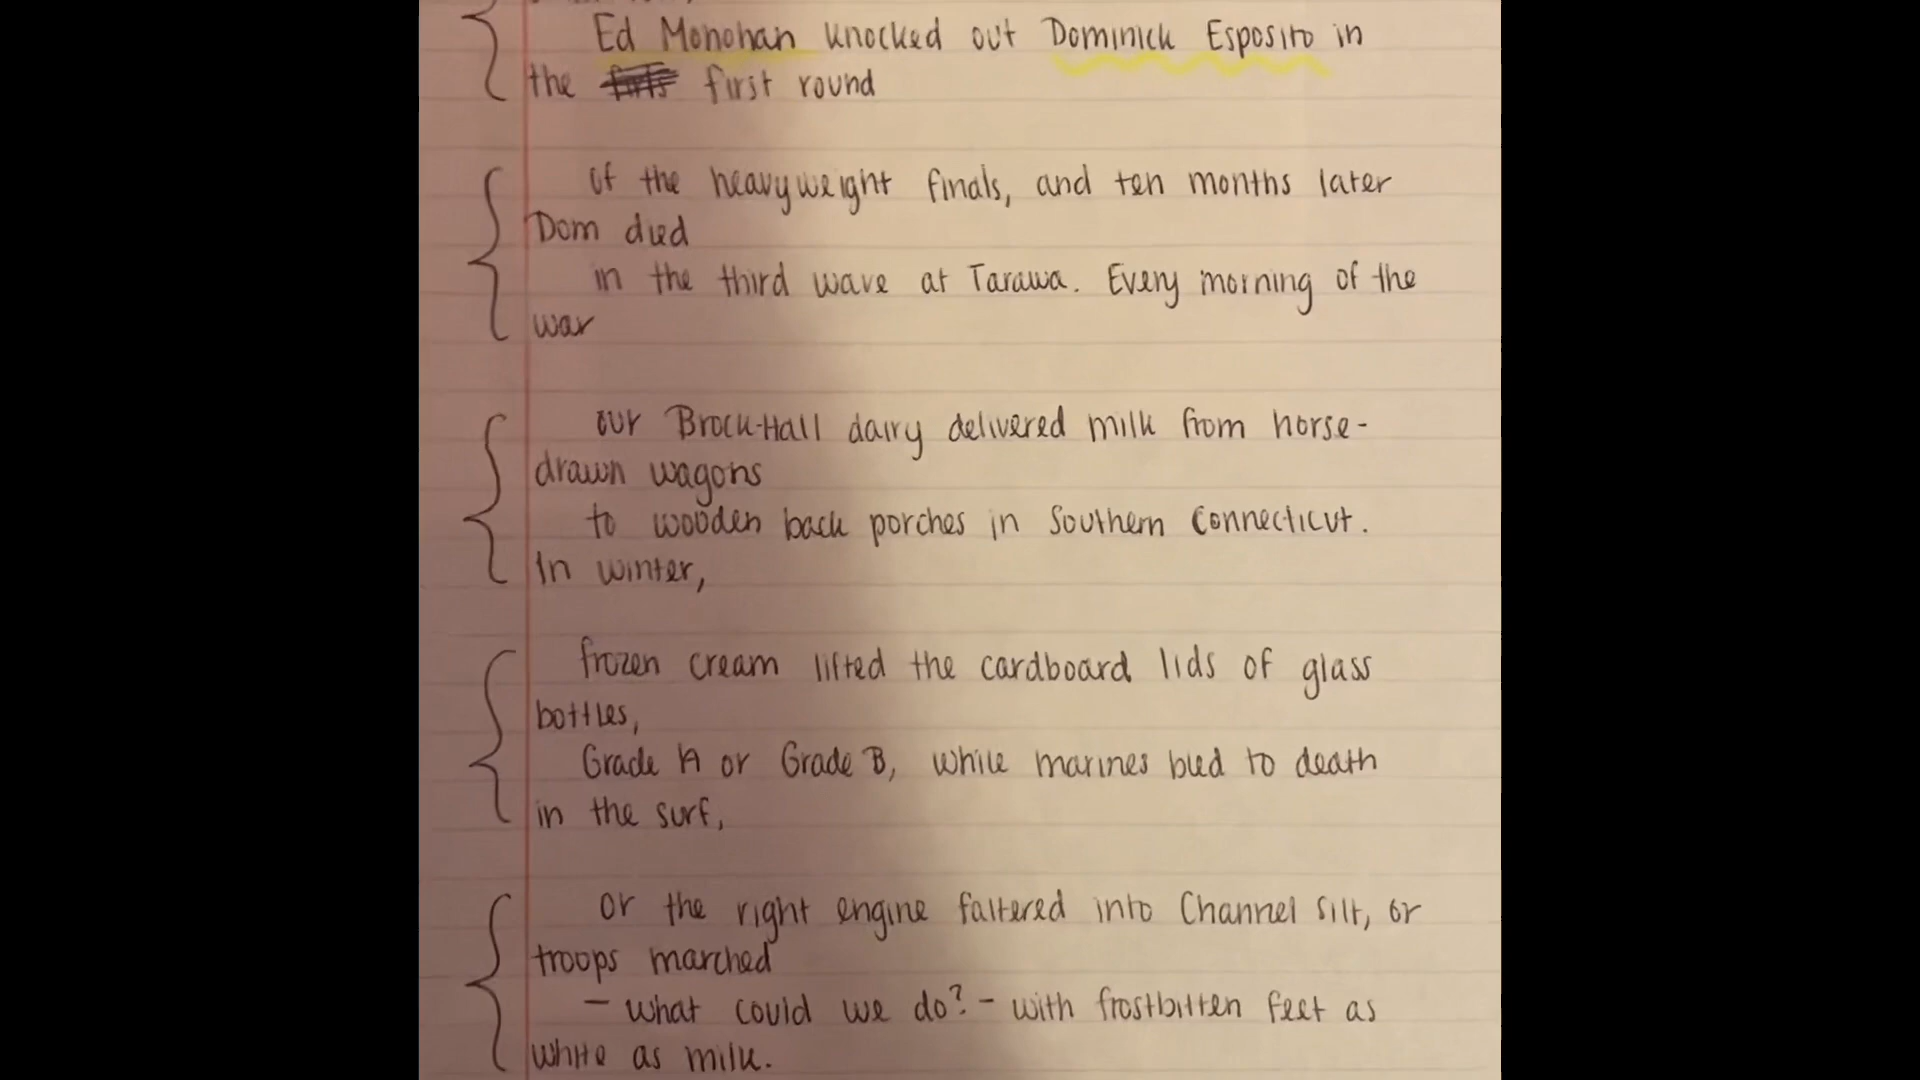 Ed Monohan knocked out Dominick Esposito in
the first round
of the heavyweight finals, and ten months later
Dom died
in the third wave at Tarawa. Every morning of the
war
our Brock-Hall dairy delivered milk from horse-
drawn wagons
to wooden back porches in Southern Connecticut.
In winter,
frozen cream lifted the cardboard lids of glass
bottles,
Grade A or Grade B, while marines bled to death
in the surf,
or the right engine faltered into Channel silt, or
troops marched
- what could we do? - with frostbitten feet as
white as milk.